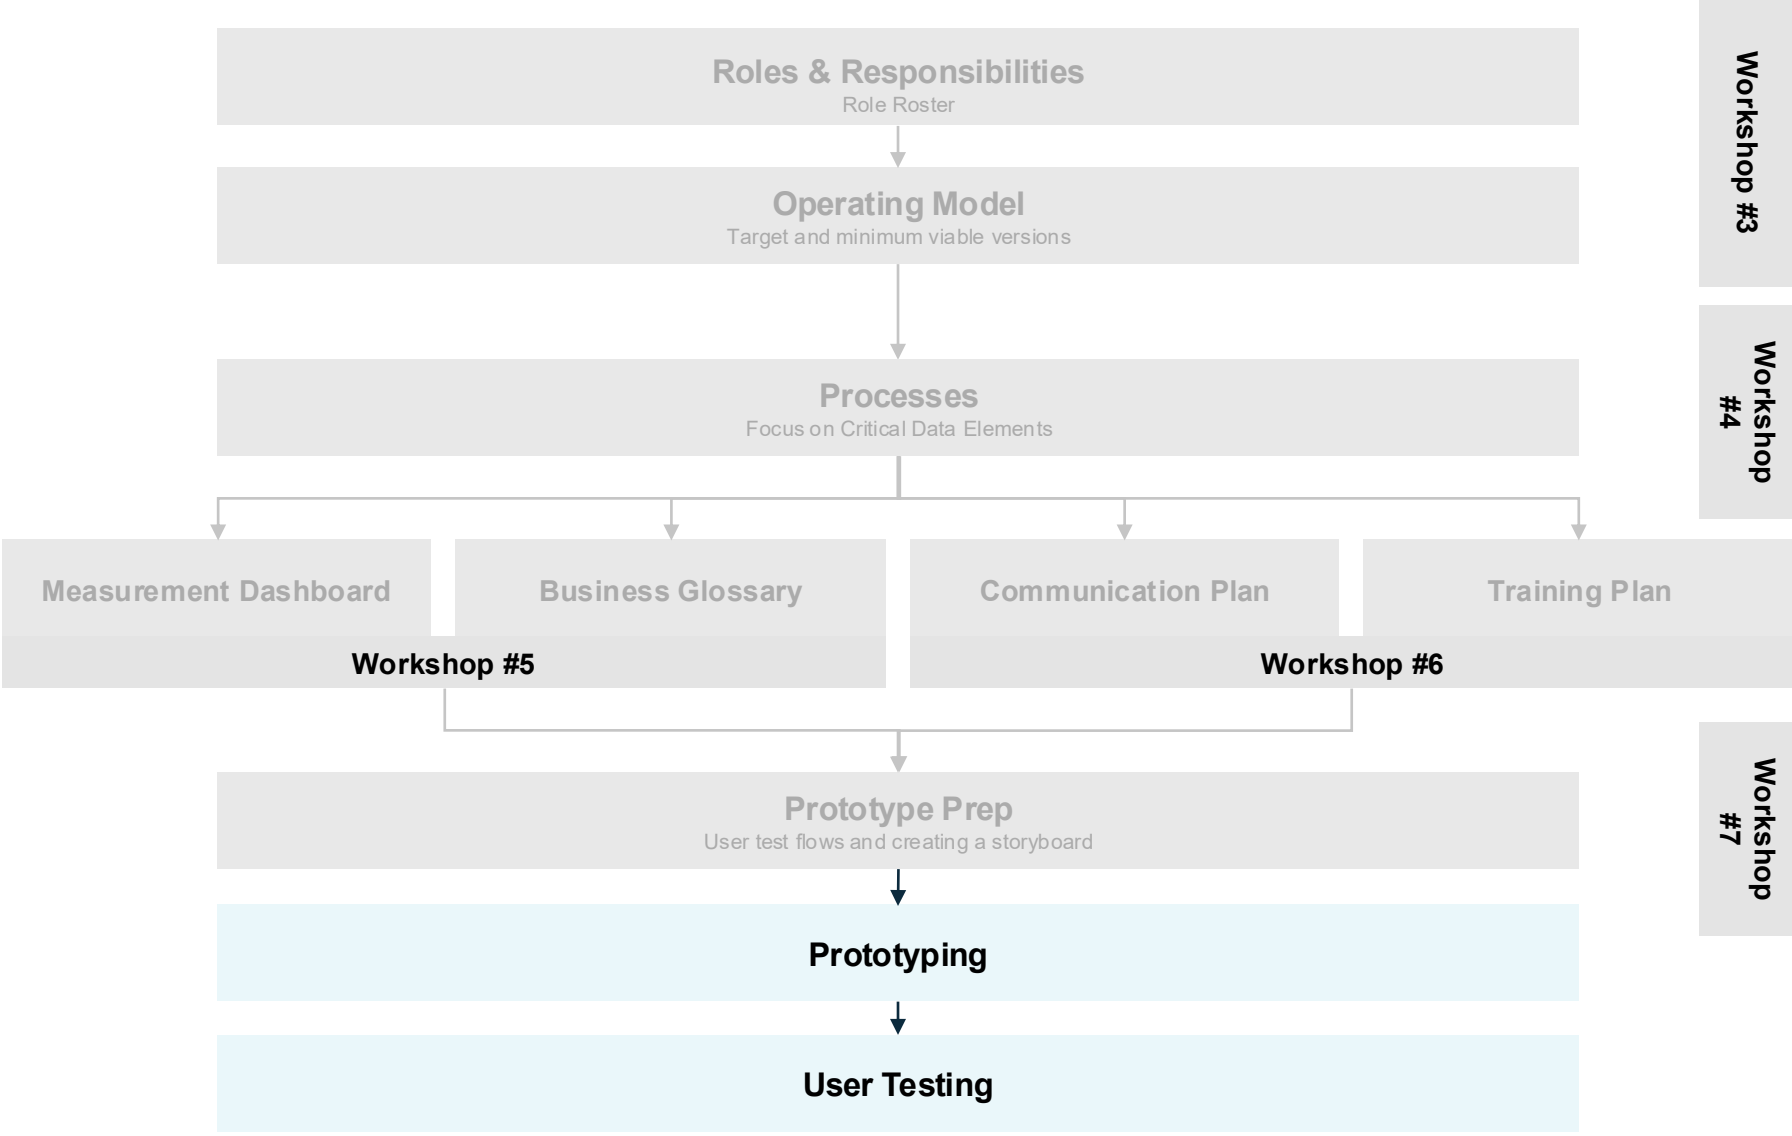 Roles & Responsibilities
Role Roster
Workshop #3
Operating Model
Target and minimum viable versions
Processes
Focus on Critical Data Elements
Workshop
#4
Measurement Dashboard
Business Glossary
Communication Plan
Training Plan
Workshop #5
Workshop #6
Prototype Prep
User test flows and creating a storyboard
Workshop
#7
Prototyping
User Testing